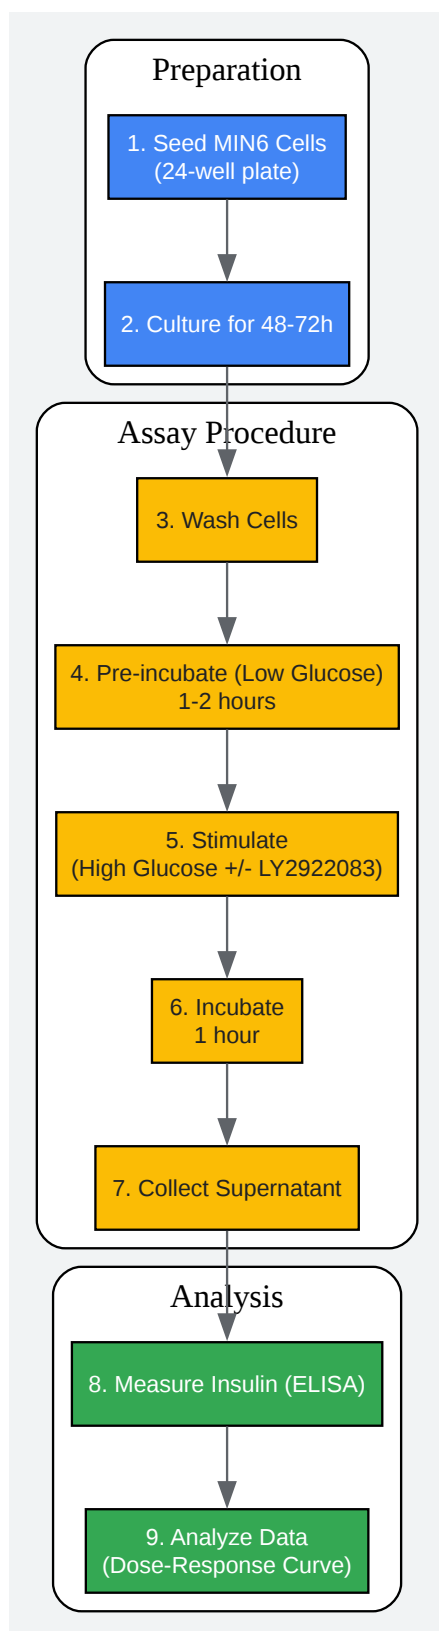 Preparation
1. Seed MIN6 Cells
(24-well plate)
2. Culture for 48-72h
Assay Procedure
3. Wash Cells
4. Pre-incubate (Low Glucose)
1-2 hours
5. Stimulate
(High Glucose +/- LY2922083)
6. Incubate
1 hour
7. Collect Supernatant
Analysis
8. Measure Insulin (ELISA)
9. Analyze Data
(Dose-Response Curve)